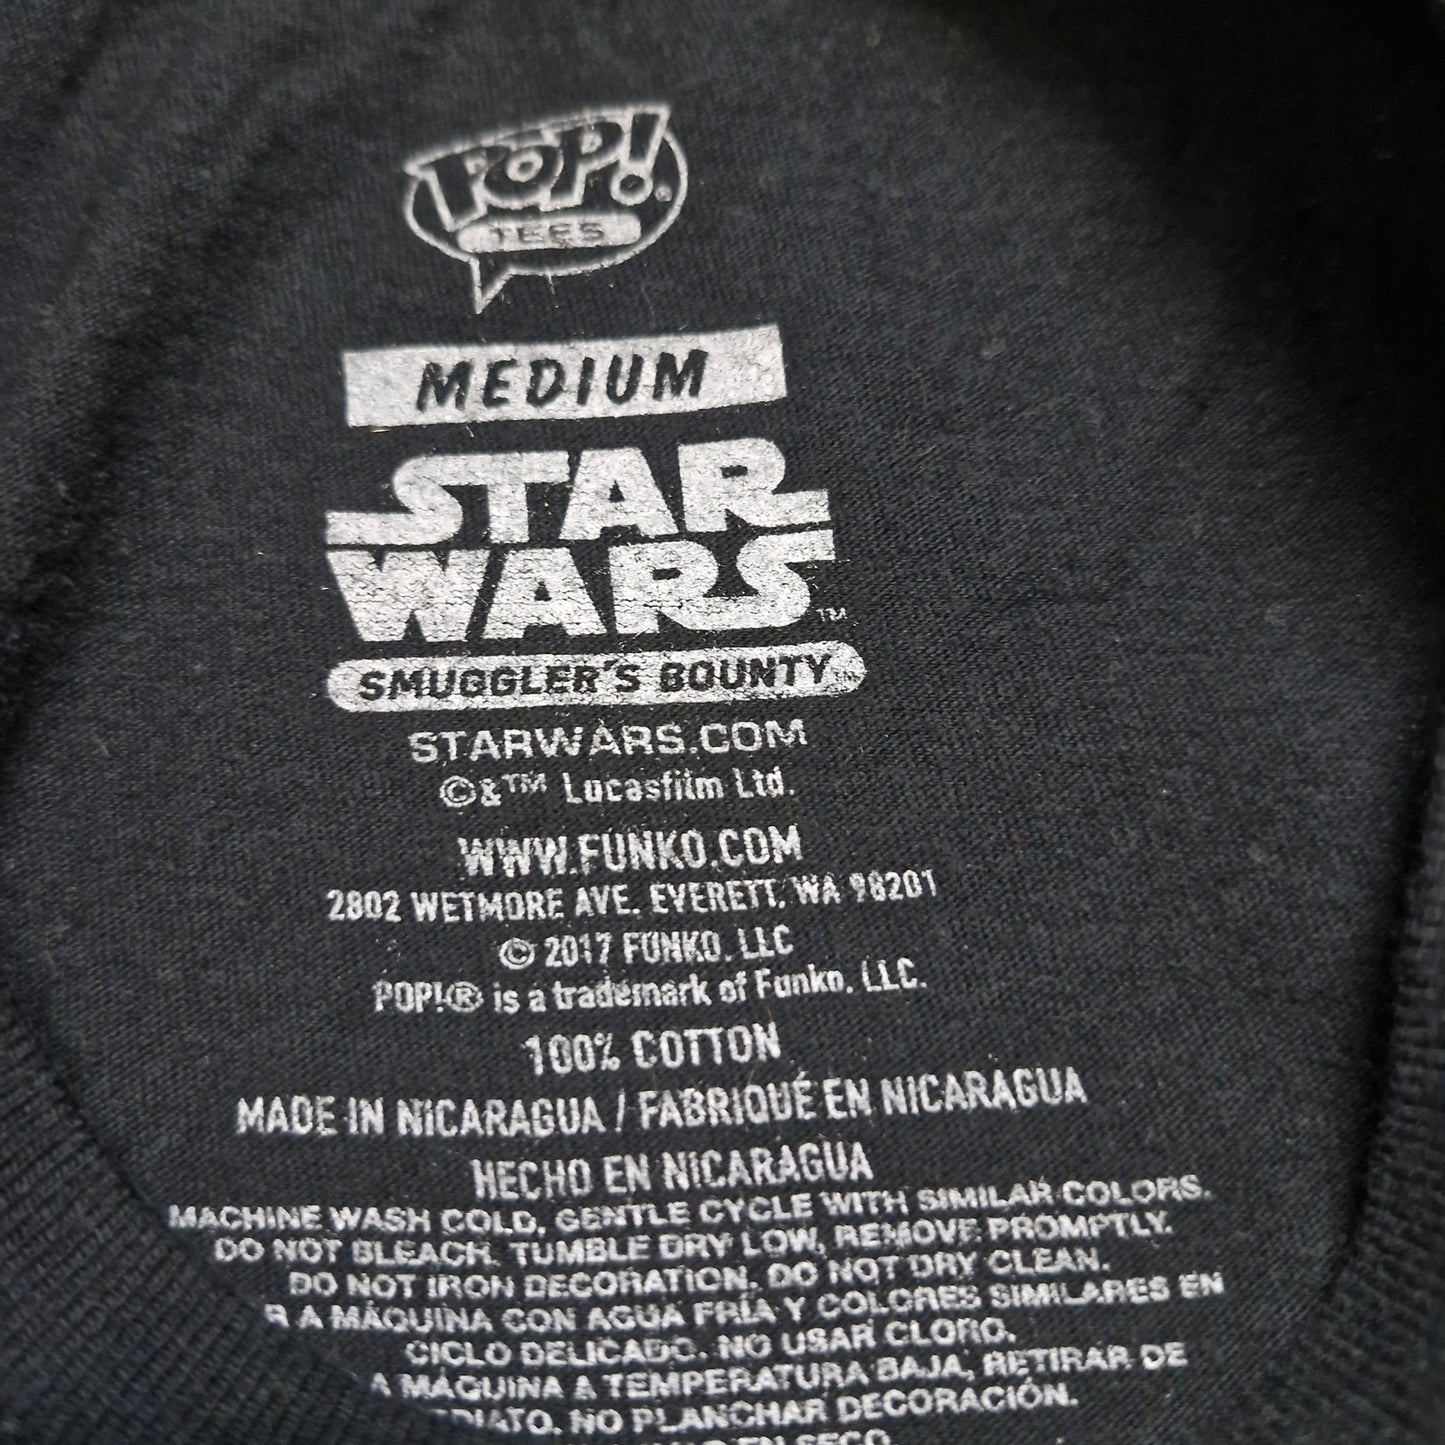 POP!®
TEES
MEDIUM
STAR
WARS™
SMUGGLER'S BOUNTY™
STARWARS.COM
©&™ Lucasfilm Ltd.
WWW.FUNKO.COM
2802 WETMORE AVE. EVERETT, WA 98201
© 2017 FUNKO, LLC
POP!® is a trademark of Funko, LLC.
100% COTTON
MADE IN NICARAGUA / FABRIQUÉ EN NICARAGUA
HECHO EN NICARAGUA
MACHINE WASH COLD, GENTLE CYCLE WITH SIMILAR COLORS.
DO NOT BLEACH. TUMBLE DRY LOW, REMOVE PROMPTLY.
DO NOT IRON DECORATION. DO NOT DRY CLEAN.
A MÁQUINA CON AGUA FRÍA Y COLORES SIMILARES EN
CICLO DELICADO. NO USAR CLORO.
A MÁQUINA A TEMPERATURA BAJA, RETIRAR DE
NO PLANCHAR DECORACIÓN.
EN SECO.